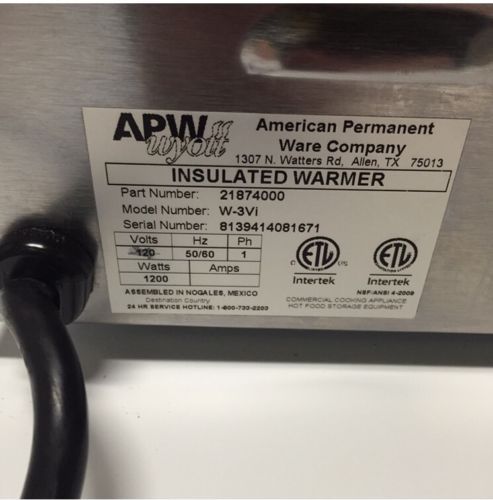 APW
wyott
American Permanent
Ware Company
1307 N. Watters Rd, Allen, TX 75013
INSULATED WARMER
Part Number: 21874000
Model Number: W-3Vi
Serial Number: 8139414081671
Volts Hz Ph
120 50/60 1
Watts Amps
1200
ETL ETL
US
Intertek Intertek
NSF/ANSI 4-2009
ASSEMBLED IN NOGALES, MEXICO
Destination Country
24 HR SERVICE HOTLINE: 1-800-733-2203
COMMERCIAL COOKING APPLIANCE
HOT FOOD STORAGE EQUIPMENT